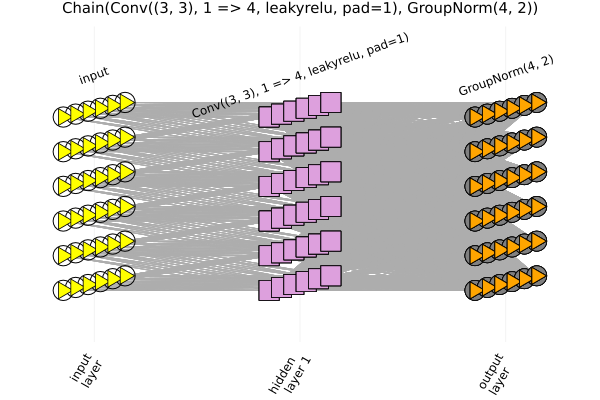 Chain(Conv((3, 3), 1 => 4, leakyrelu, pad=1), GroupNorm(4, 2))
input
Conv((3, 3), 1 => 4, leakyrelu, pad=1)
GroupNorm(4, 2)
input
layer
hidden
layer 1
output
layer